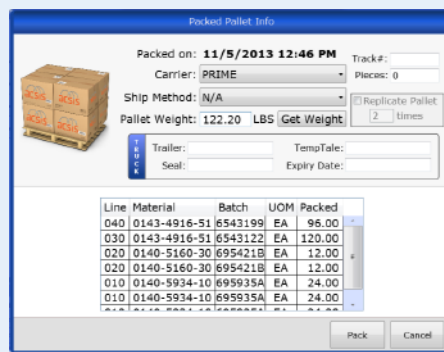 Packed Pallet Info
Packed on: 11/5/2013 12:46 PM
Track#:
Carrier: PRIME
Pieces: 0
Ship Method: N/A
Replicate Pallet
2 times
Pallet Weight: 122.20 LBS Get Weight
TRUCK
Trailer:
TempTale:
Seal:
Expiry Date:
acsis acsis
acsis acsis
Line Material Batch UOM Packed
040 0143-4916-51 6543199 EA 96.00
030 0143-4916-51 6543122 EA 120.00
020 0140-5160-30 695421B EA 12.00
020 0140-5160-30 695421B EA 12.00
010 0140-5934-10 695935A EA 24.00
010 0140-5934-10 695935A EA 24.00
Pack Cancel